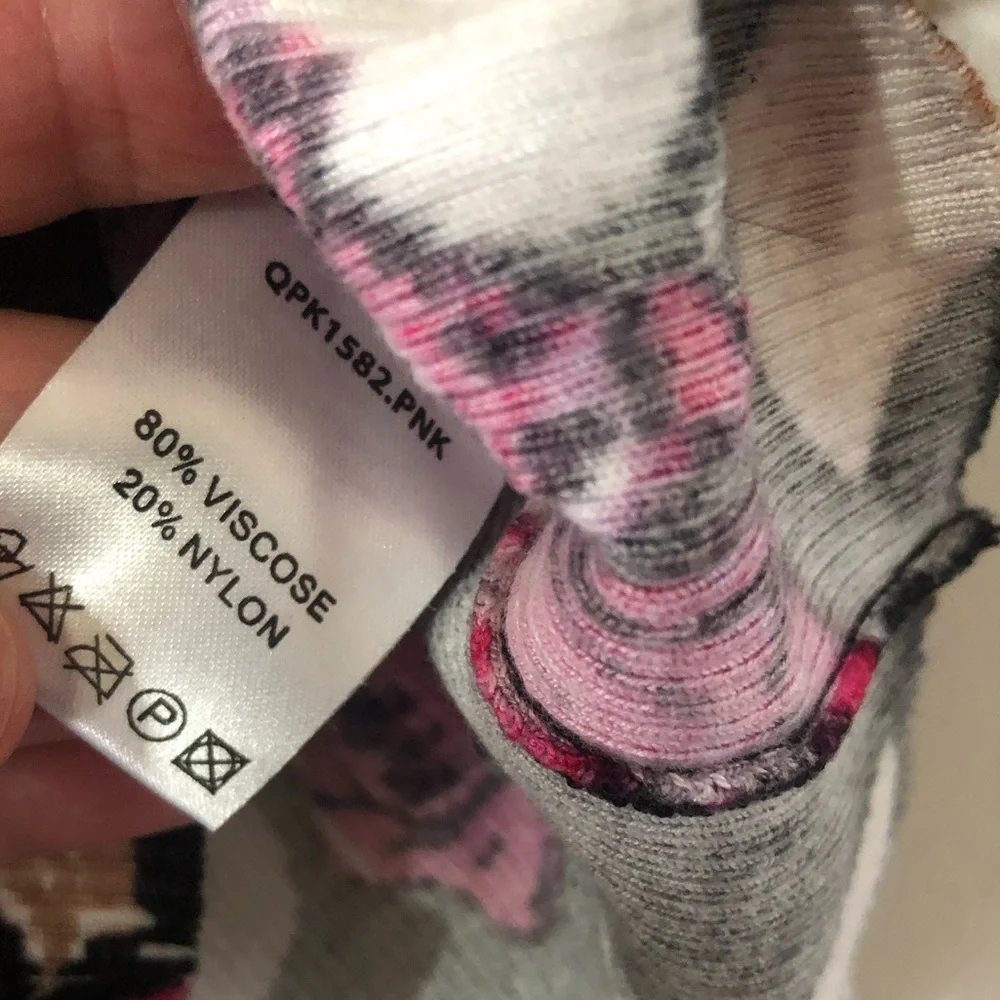 QPK1582.PNK
80% VISCOSE
20% NYLON
P